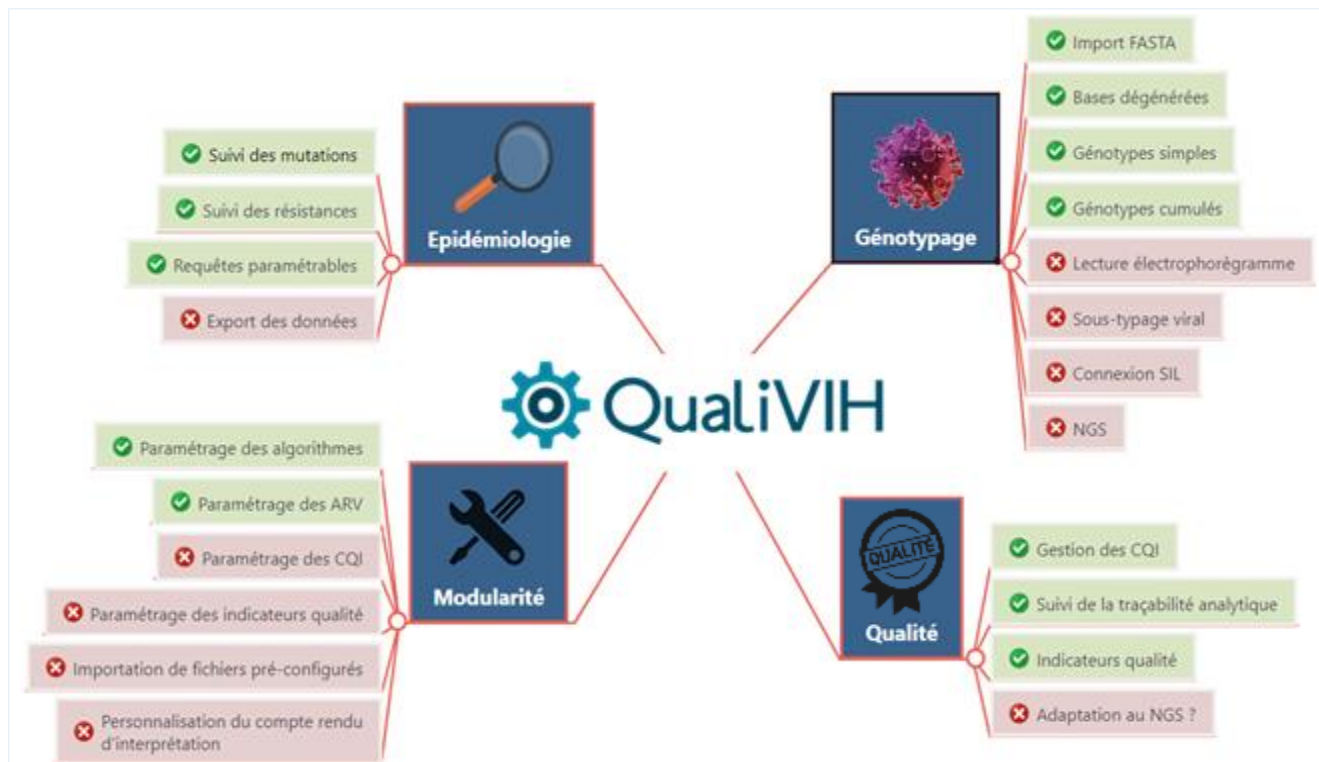 Suivi des mutations
Suivi des résistances
Requêtes paramétrables
Export des données
Epidémiologie
Génotypage
Import FASTA
Bases dégénérées
Génotypes simples
Génotypes cumulés
Lecture électrophorègramme
Sous-typage viral
Connexion SIL
NGS
QualiVIH
Paramétrage des algorithmes
Paramétrage des ARV
Paramétrage des CQI
Paramétrage des indicateurs qualité
Importation de fichiers pré-configurés
Personnalisation du compte rendu
d'interprétation
Modularité
QUALITÉ
Qualité
Gestion des CQI
Suivi de la traçabilité analytique
Indicateurs qualité
Adaptation au NGS ?